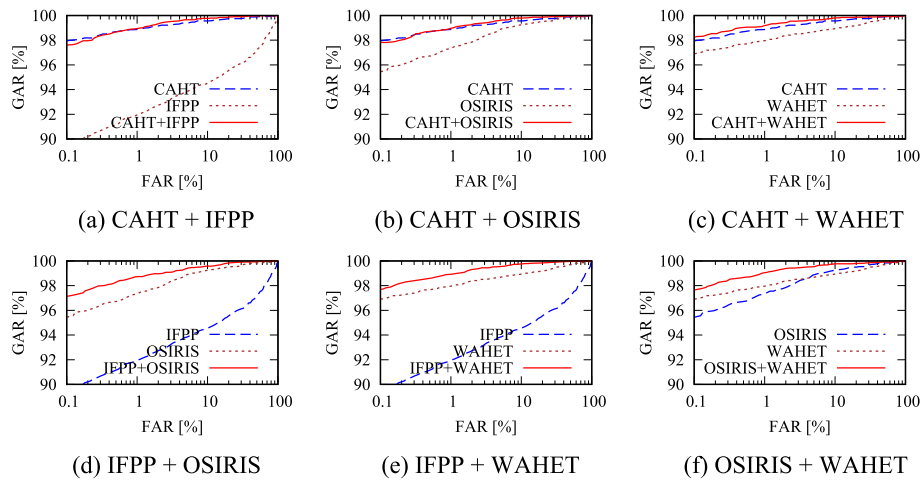 100
98
96
94
92
90
GAR [%]
CAHT
IFPP
CAHT+IFPP
0.1 1 10 100
FAR [%]
(a) CAHT + IFPP
100
98
96
94
92
90
GAR [%]
CAHT
OSIRIS
CAHT+OSIRIS
0.1 1 10 100
FAR [%]
(b) CAHT + OSIRIS
100
98
96
94
92
90
GAR [%]
CAHT
WAHET
CAHT+WAHET
0.1 1 10 100
FAR [%]
(c) CAHT + WAHET
100
98
96
94
92
90
GAR [%]
IFPP
OSIRIS
IFPP+OSIRIS
0.1 1 10 100
FAR [%]
(d) IFPP + OSIRIS
100
98
96
94
92
90
GAR [%]
IFPP
WAHET
IFPP+WAHET
0.1 1 10 100
FAR [%]
(e) IFPP + WAHET
100
98
96
94
92
90
GAR [%]
OSIRIS
WAHET
OSIRIS+WAHET
0.1 1 10 100
FAR [%]
(f) OSIRIS + WAHET